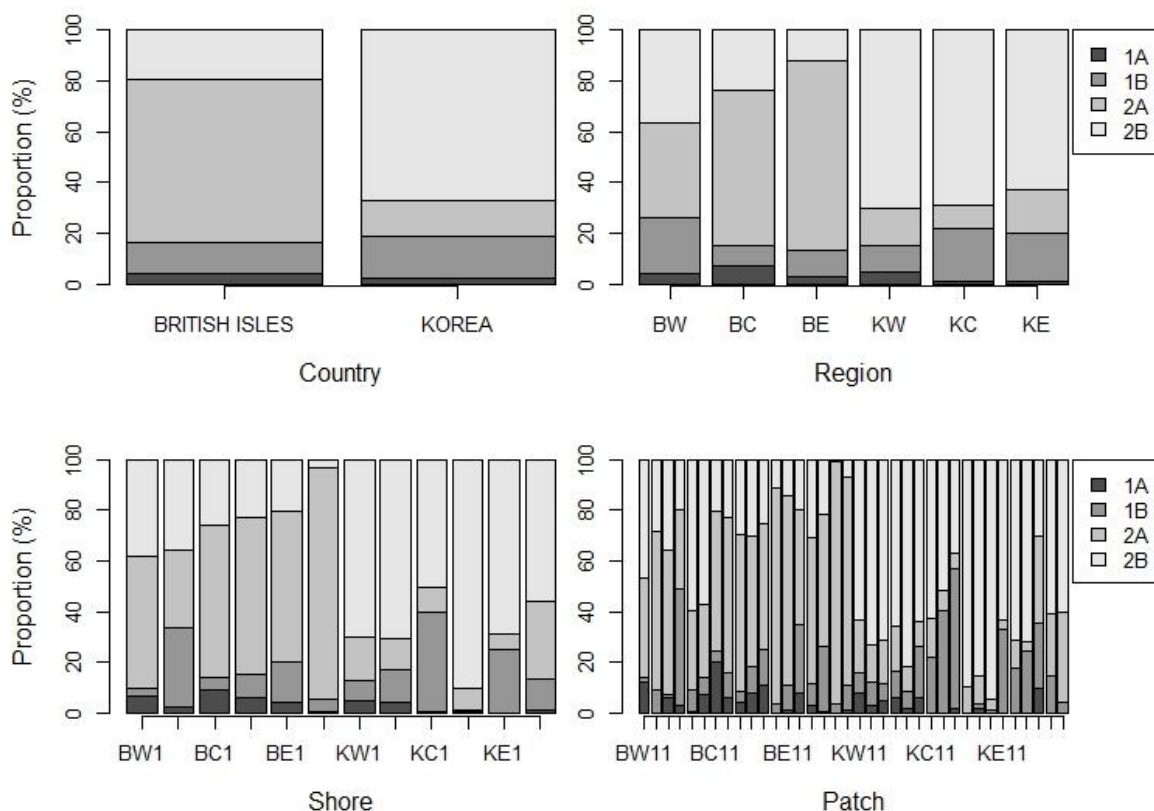 Proportion (%)
0 20 40 60 80 100
BRITISH ISLES KOREA
Country
0 20 40 60 80 100
BW BC BE KW KC KE
Region
1A
1B
2A
2B
Proportion (%)
0 20 40 60 80 100
BW1 BC1 BE1 KW1 KC1 KE1
Shore
0 20 40 60 80 100
BW11 BC11 BE11 KW11 KC11 KE11
Patch
1A
1B
2A
2B